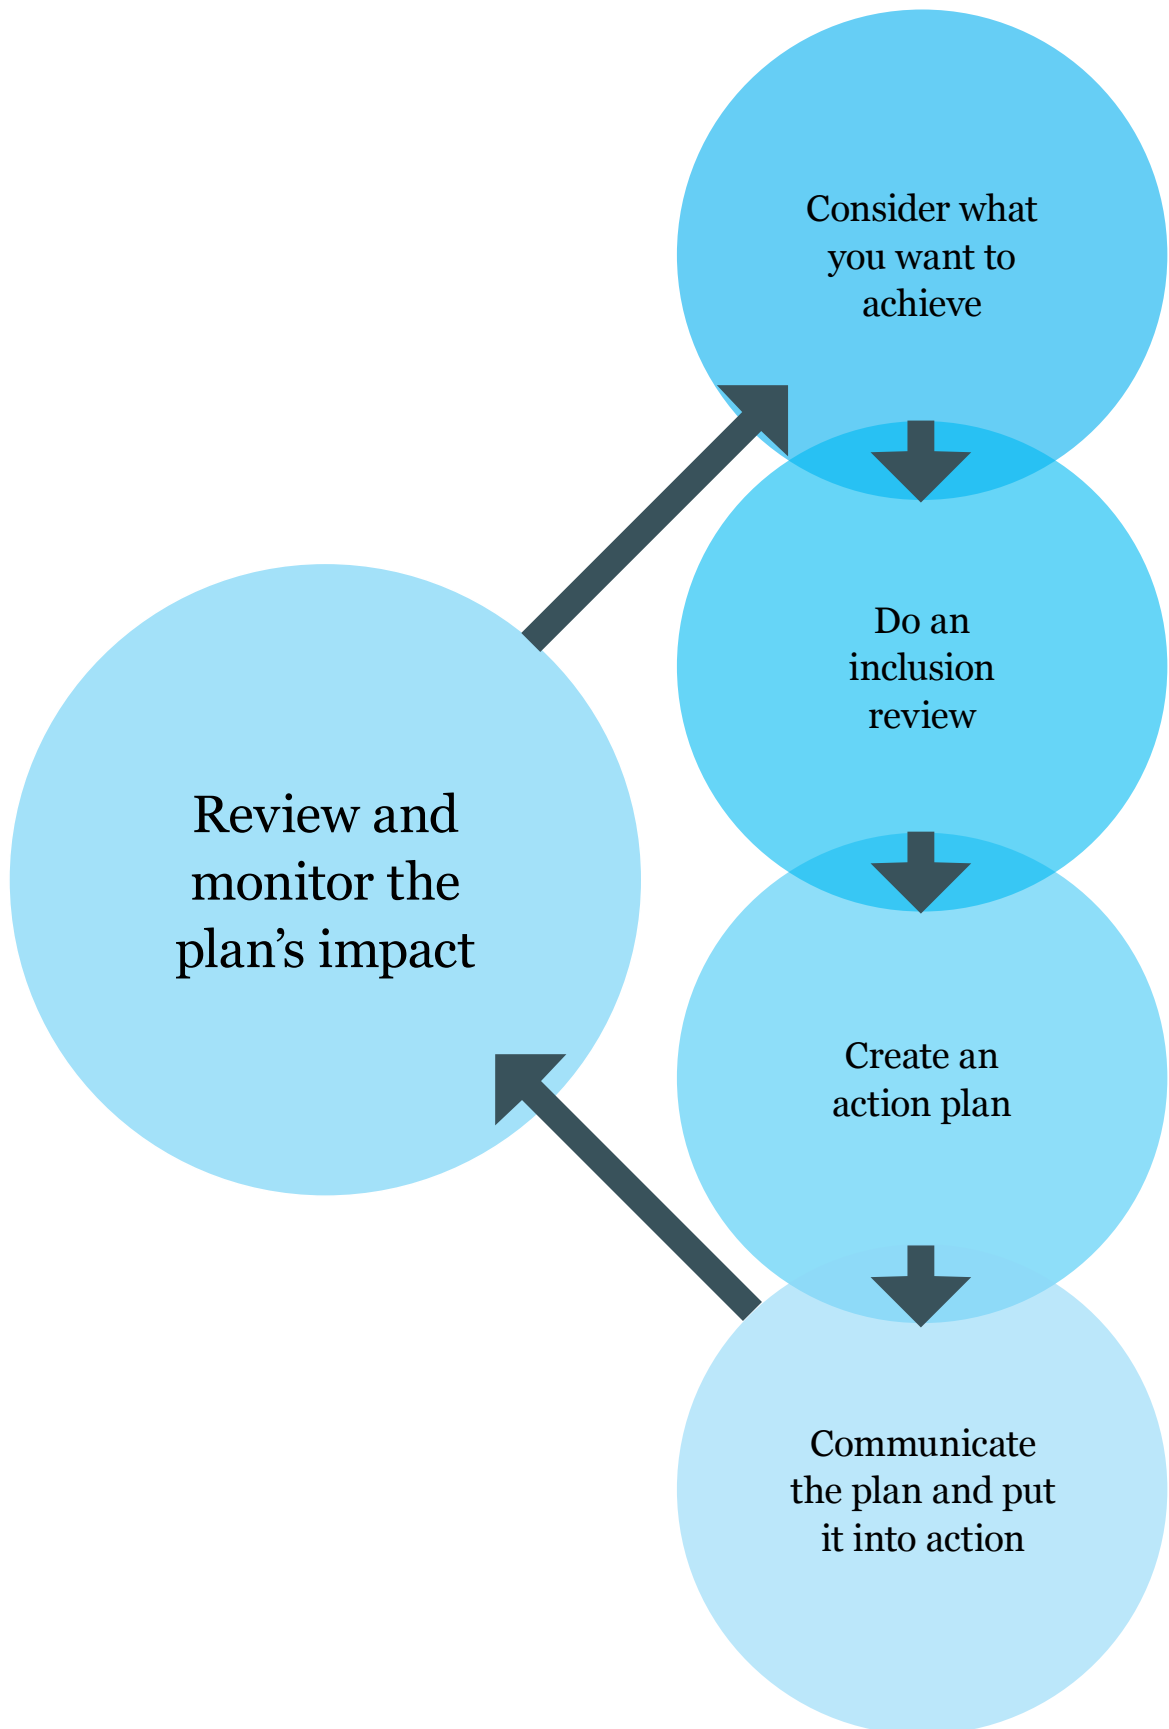 Consider what
you want to
achieve
Do an
inclusion
review
Review and
monitor the
plan’s impact
Create an
action plan
Communicate
the plan and put
it into action